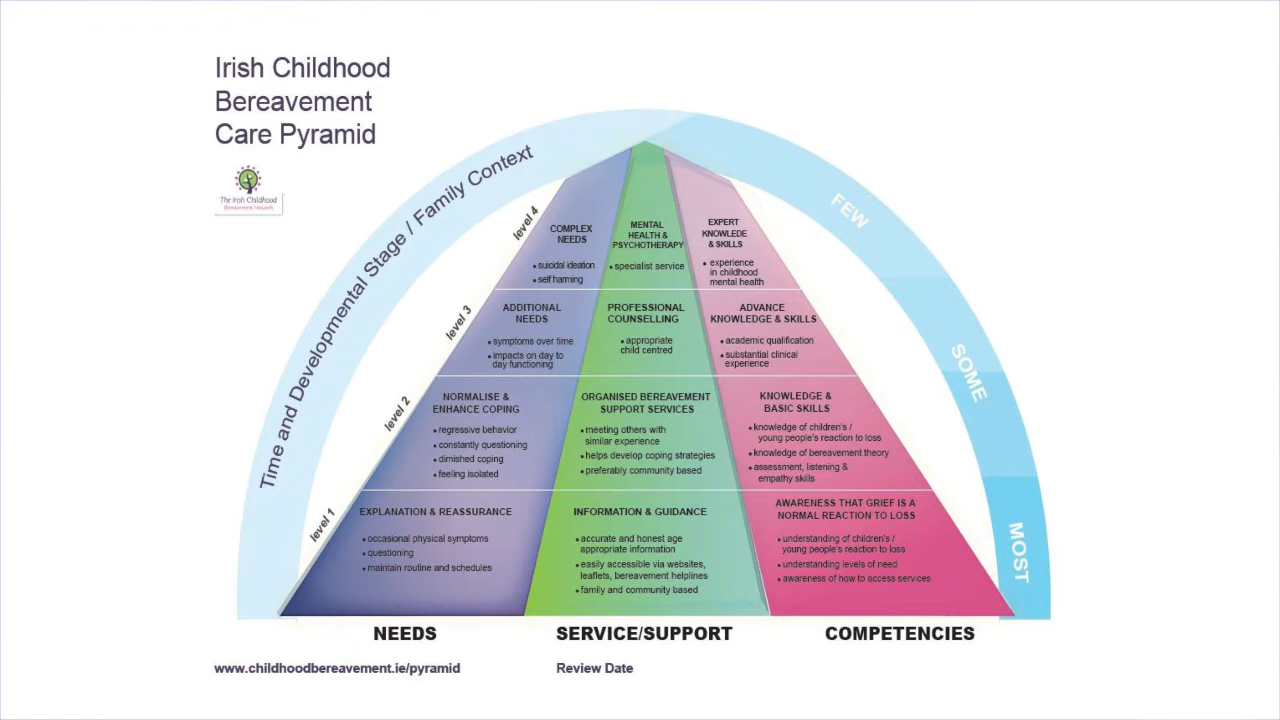 Irish Childhood
Bereavement
Care Pyramid
The Irish Childhood
Bereavement Network
Time and Developmental Stage / Family Context
FEW
SOME
MOST
level 4
COMPLEX
NEEDS
• suicidal ideation
• self harming
MENTAL
HEALTH &
PSYCHOTHERAPY
• specialist service
EXPERT
KNOWLEDE
& SKILLS
• experience
in childhood
mental health
level 3
ADDITIONAL
NEEDS
• symptoms over time
• impacts on day to
day functioning
PROFESSIONAL
COUNSELLING
• appropriate
child centred
ADVANCE
KNOWLEDGE & SKILLS
• academic qualification
• substantial clinical
experience
level 2
NORMALISE &
ENHANCE COPING
• regressive behavior
• constantly questioning
• dimished coping
• feeling isolated
ORGANISED BEREAVEMENT
SUPPORT SERVICES
• meeting others with
similar experience
• helps develop coping strategies
• preferably community based
KNOWLEDGE &
BASIC SKILLS
• knowledge of children's /
young people's reaction to loss
• knowledge of bereavement theory
• assessment, listening &
empathy skills
level 1
EXPLANATION & REASSURANCE
• occasional physical symptoms
• questioning
• maintain routine and schedules
INFORMATION & GUIDANCE
• accurate and honest age
appropriate information
• easily accessible via websites,
leaflets, bereavement helplines
• family and community based
AWARENESS THAT GRIEF IS A
NORMAL REACTION TO LOSS
• understanding of children's /
young people's reaction to loss
• understanding levels of need
• awareness of how to access services
NEEDS
SERVICE/SUPPORT
COMPETENCIES
www.childhoodbereavement.ie/pyramid
Review Date